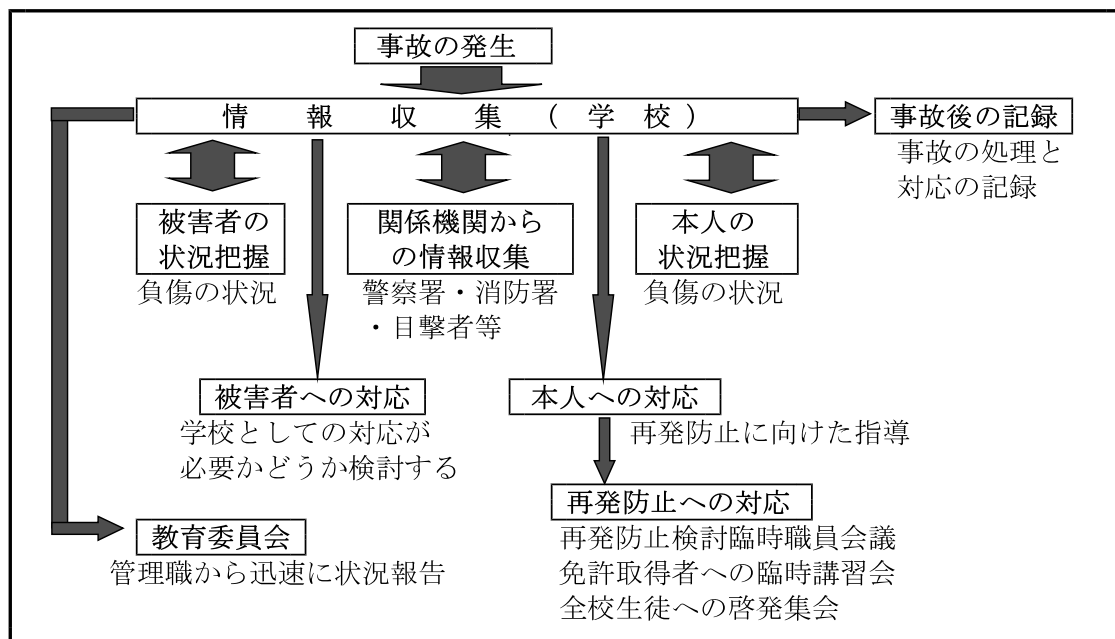 事故の発生
情報収集(学校)
事故後の記録
事故の処理と
対応の記録
被害者の
状況把握
負傷の状況
関係機関から
の情報収集
警察署・消防署
・目撃者等
本人の
状況把握
負傷の状況
被害者への対応
学校としての対応が
必要かどうか検討する
本人への対応
再発防止に向けた指導
再発防止への対応
再発防止検討臨時職員会議
免許取得者への臨時講習会
全校生徒への啓発集会
教育委員会
管理職から迅速に状況報告